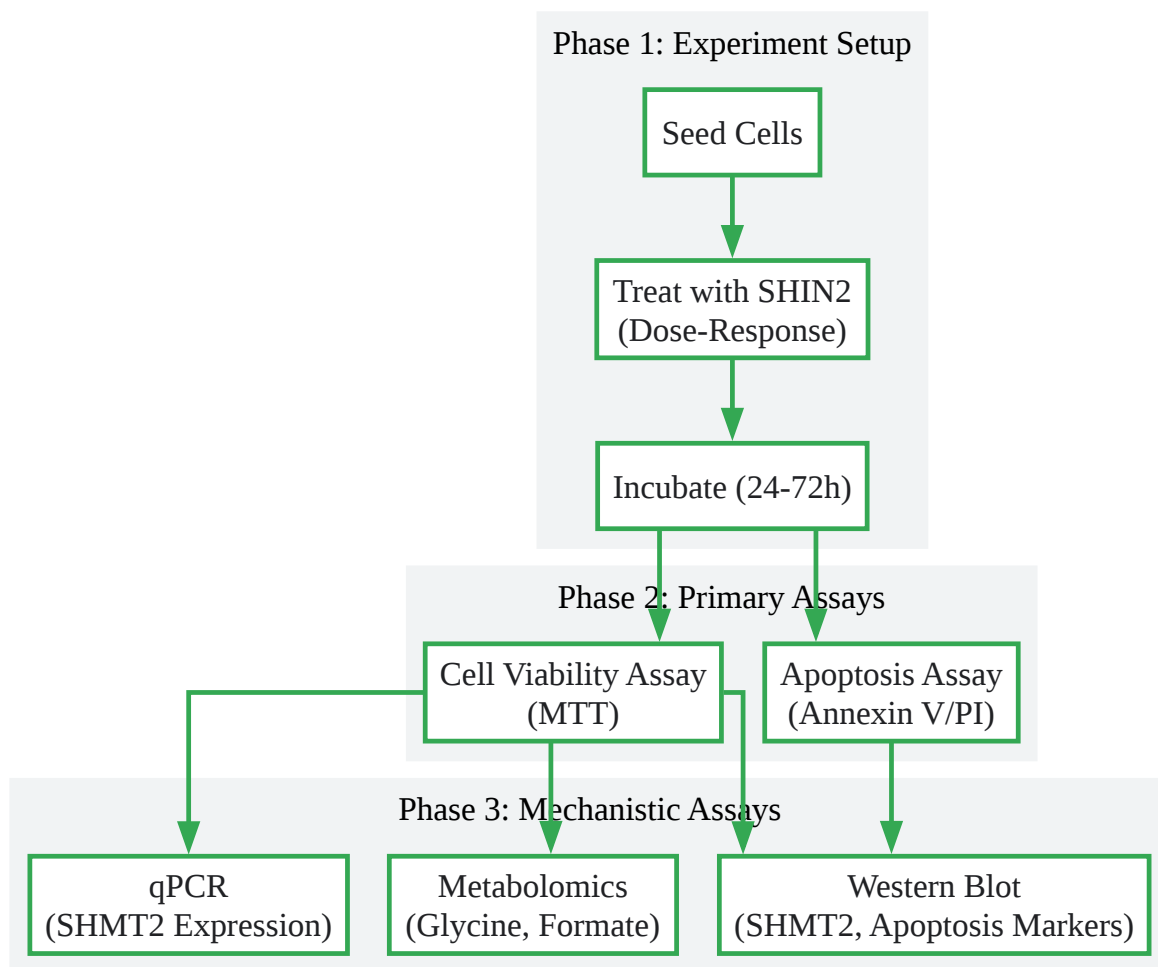 Phase 1: Experiment Setup
Seed Cells
Treat with SHIN2
(Dose-Response)
Incubate (24-72h)
Phase 2: Primary Assays
Cell Viability Assay
(MTT)
Apoptosis Assay
(Annexin V/PI)
Phase 3: Mechanistic Assays
qPCR
(SHMT2 Expression)
Metabolomics
(Glycine, Formate)
Western Blot
(SHMT2, Apoptosis Markers)